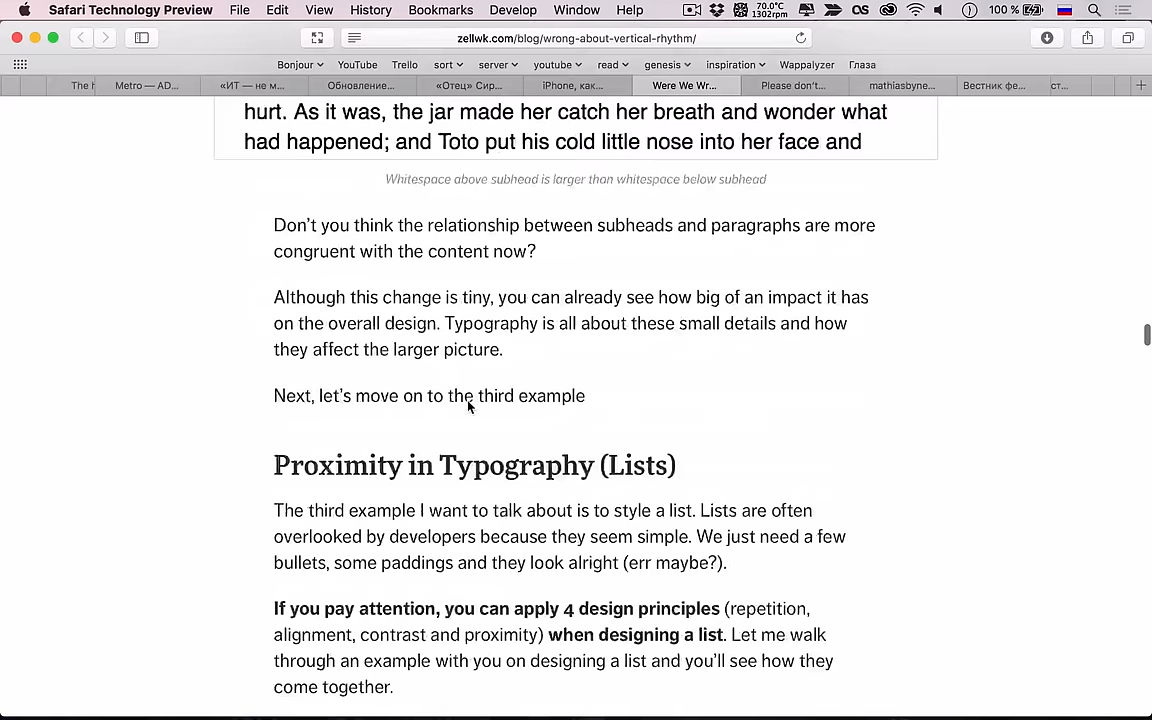 Safari Technology Preview File Edit View History Bookmarks Develop Window Help 70.0°C 1302rpm 100 %
zellwk.com/blog/wrong-about-vertical-rhythm/
Bonjour YouTube Trello sort server youtube read genesis inspiration Wappalyzer Глаза
The Metro — AD... «ИТ — не м... Обновление... «Отец» Сир... iPhone, как... Were We Wr... Please don't... mathiasbyne... Вестник фе... ст...
hurt. As it was, the jar made her catch her breath and wonder what
had happened; and Toto put his cold little nose into her face and
Whitespace above subhead is larger than whitespace below subhead
Don't you think the relationship between subheads and paragraphs are more
congruent with the content now?
Although this change is tiny, you can already see how big of an impact it has
on the overall design. Typography is all about these small details and how
they affect the larger picture.
Next, let's move on to the third example
Proximity in Typography (Lists)
The third example I want to talk about is to style a list. Lists are often
overlooked by developers because they seem simple. We just need a few
bullets, some paddings and they look alright (err maybe?).
If you pay attention, you can apply 4 design principles (repetition,
alignment, contrast and proximity) when designing a list. Let me walk
through an example with you on designing a list and you'll see how they
come together.